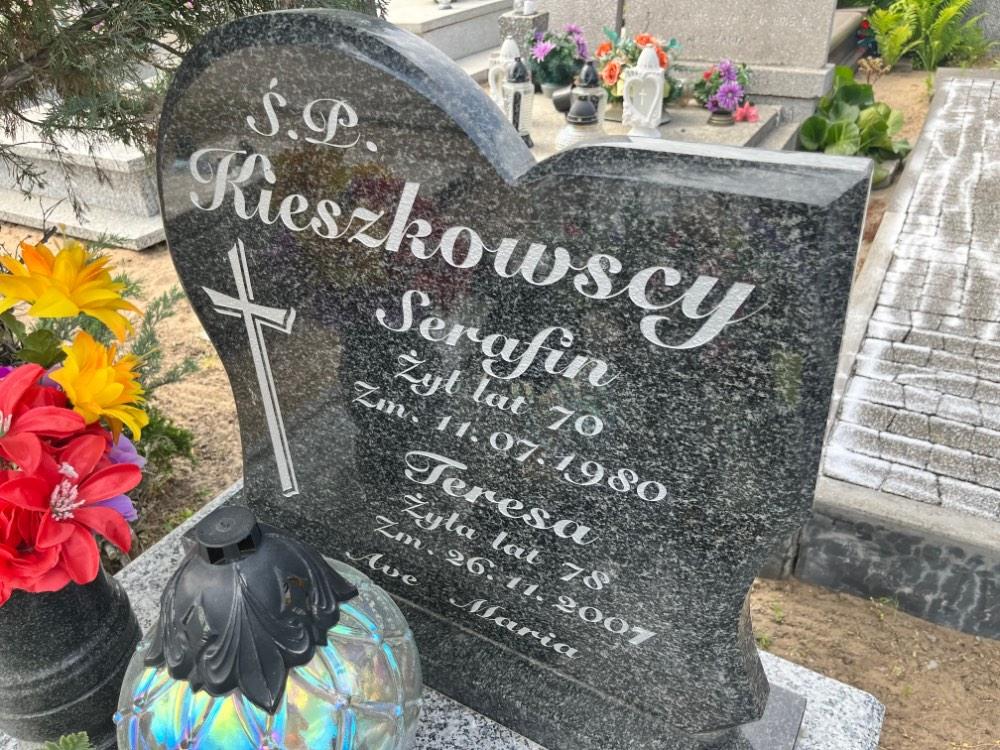 Ś.P.
Kieszkowscy
Serafin
Żył lat 70
Zm. 11.07.1980
Teresa
Żyła lat 78
Zm. 26.11.2007
Ave Maria